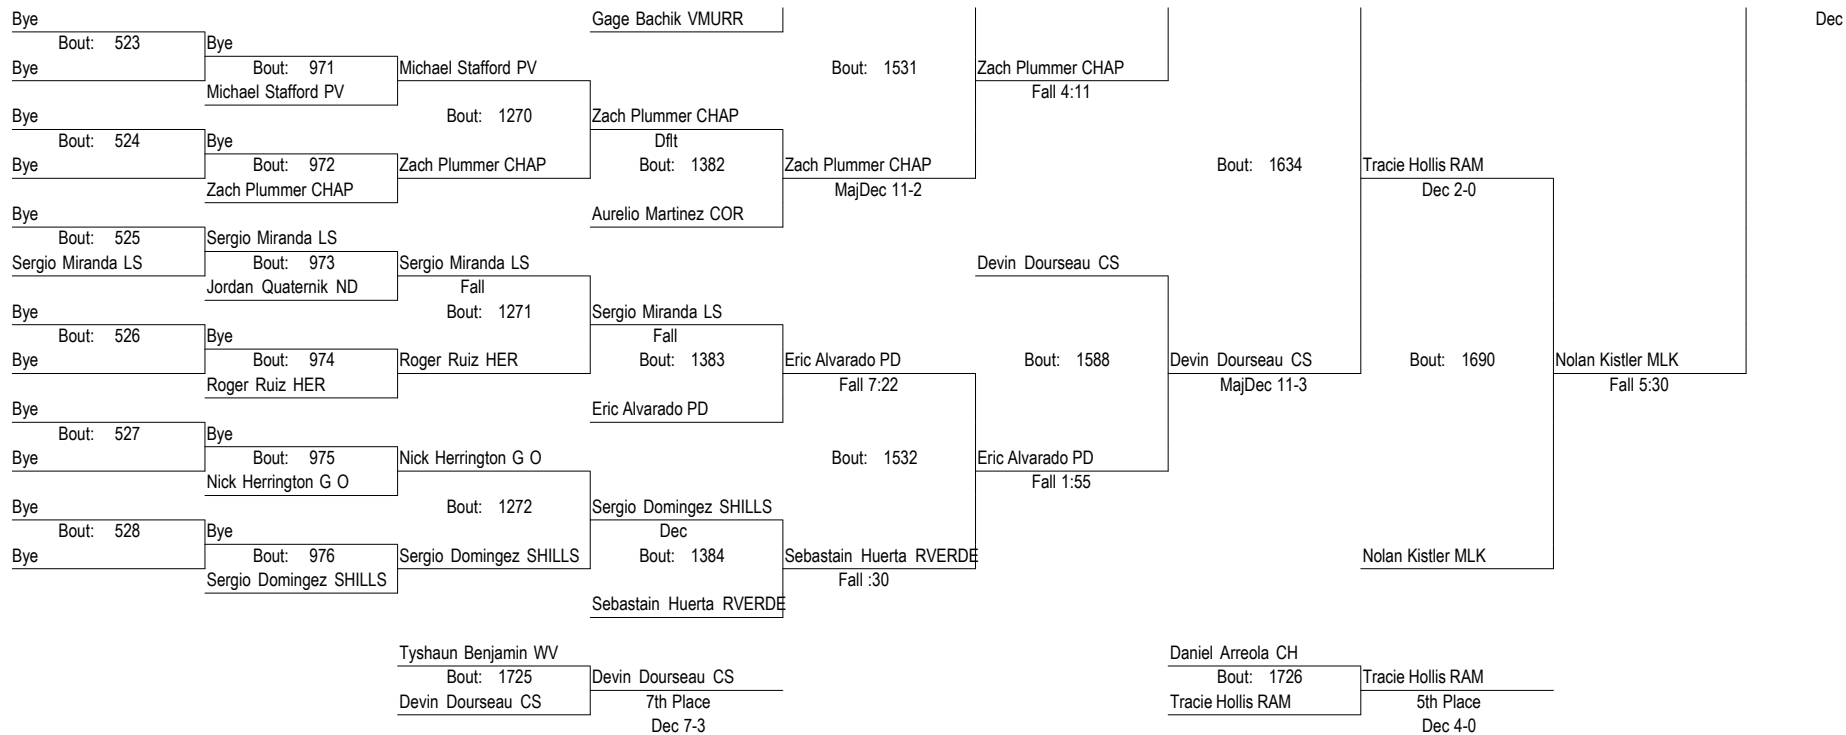 Bye Gage Bachik VMURR Dec
Bout: 523 Bye
Bye Bout: 971 Michael Stafford PV Bout: 1531 Zach Plummer CHAP
Michael Stafford PV Fall 4:11
Bye Bout: 1270 Zach Plummer CHAP
Bout: 524 Bye Dflt
Bye Bout: 972 Zach Plummer CHAP Bout: 1382 Zach Plummer CHAP Bout: 1634 Tracie Hollis RAM
Zach Plummer CHAP MajDec 11-2 Dec 2-0
Bye Aurelio Martinez COR
Bout: 525 Sergio Miranda LS
Sergio Miranda LS Bout: 973 Sergio Miranda LS Devin Dourseau CS
Jordan Quaternik ND Fall
Bye Bout: 1271 Sergio Miranda LS
Bout: 526 Bye Fall
Bye Bout: 974 Roger Ruiz HER Bout: 1383 Eric Alvarado PD Bout: 1588 Devin Dourseau CS Bout: 1690 Nolan Kistler MLK
Roger Ruiz HER Fall 7:22 MajDec 11-3 Fall 5:30
Bye Eric Alvarado PD
Bout: 527 Bye
Bye Bout: 975 Nick Herrington G O Bout: 1532 Eric Alvarado PD
Nick Herrington G O Fall 1:55
Bye Bout: 1272 Sergio Domingez SHILLS
Bout: 528 Bye Dec
Bye Bout: 976 Sergio Domingez SHILLS Bout: 1384 Sebastain Huerta RVERDE Nolan Kistler MLK
Sergio Domingez SHILLS Fall :30
Sebastain Huerta RVERDE
Tyshaun Benjamin WV Daniel Arreola CH
Bout: 1725 Devin Dourseau CS Bout: 1726 Tracie Hollis RAM
Devin Dourseau CS 7th Place Tracie Hollis RAM 5th Place
Dec 7-3 Dec 4-0